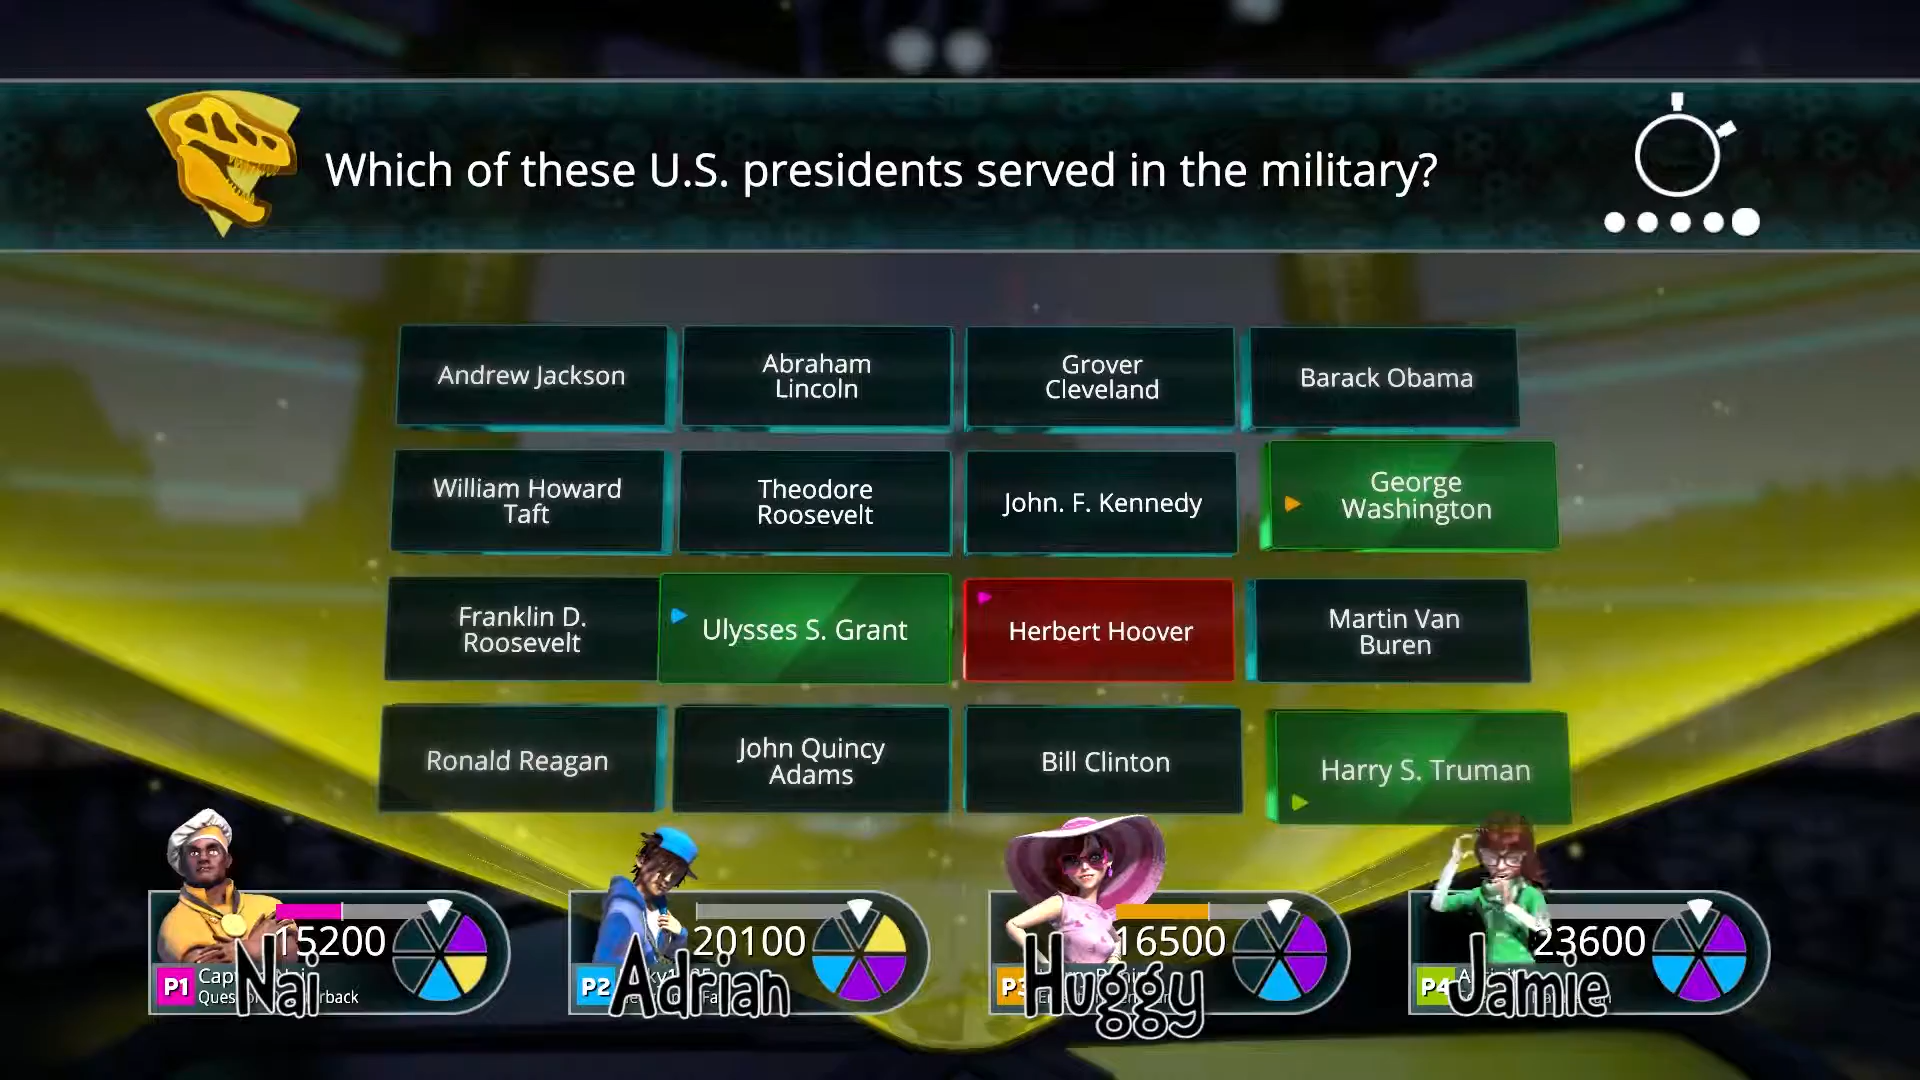 Which of these U.S. presidents served in the military?
Andrew Jackson
Abraham
Lincoln
Grover
Cleveland
Barack Obama
William Howard
Taft
Theodore
Roosevelt
John. F. Kennedy
George
Washington
Franklin D.
Roosevelt
Ulysses S. Grant
Herbert Hoover
Martin Van
Buren
Ronald Reagan
John Quincy
Adams
Bill Clinton
Harry S. Truman
15200
P1
Nai
20100
P2
Adrian
16500
Huggy
23600
P4
Jamie